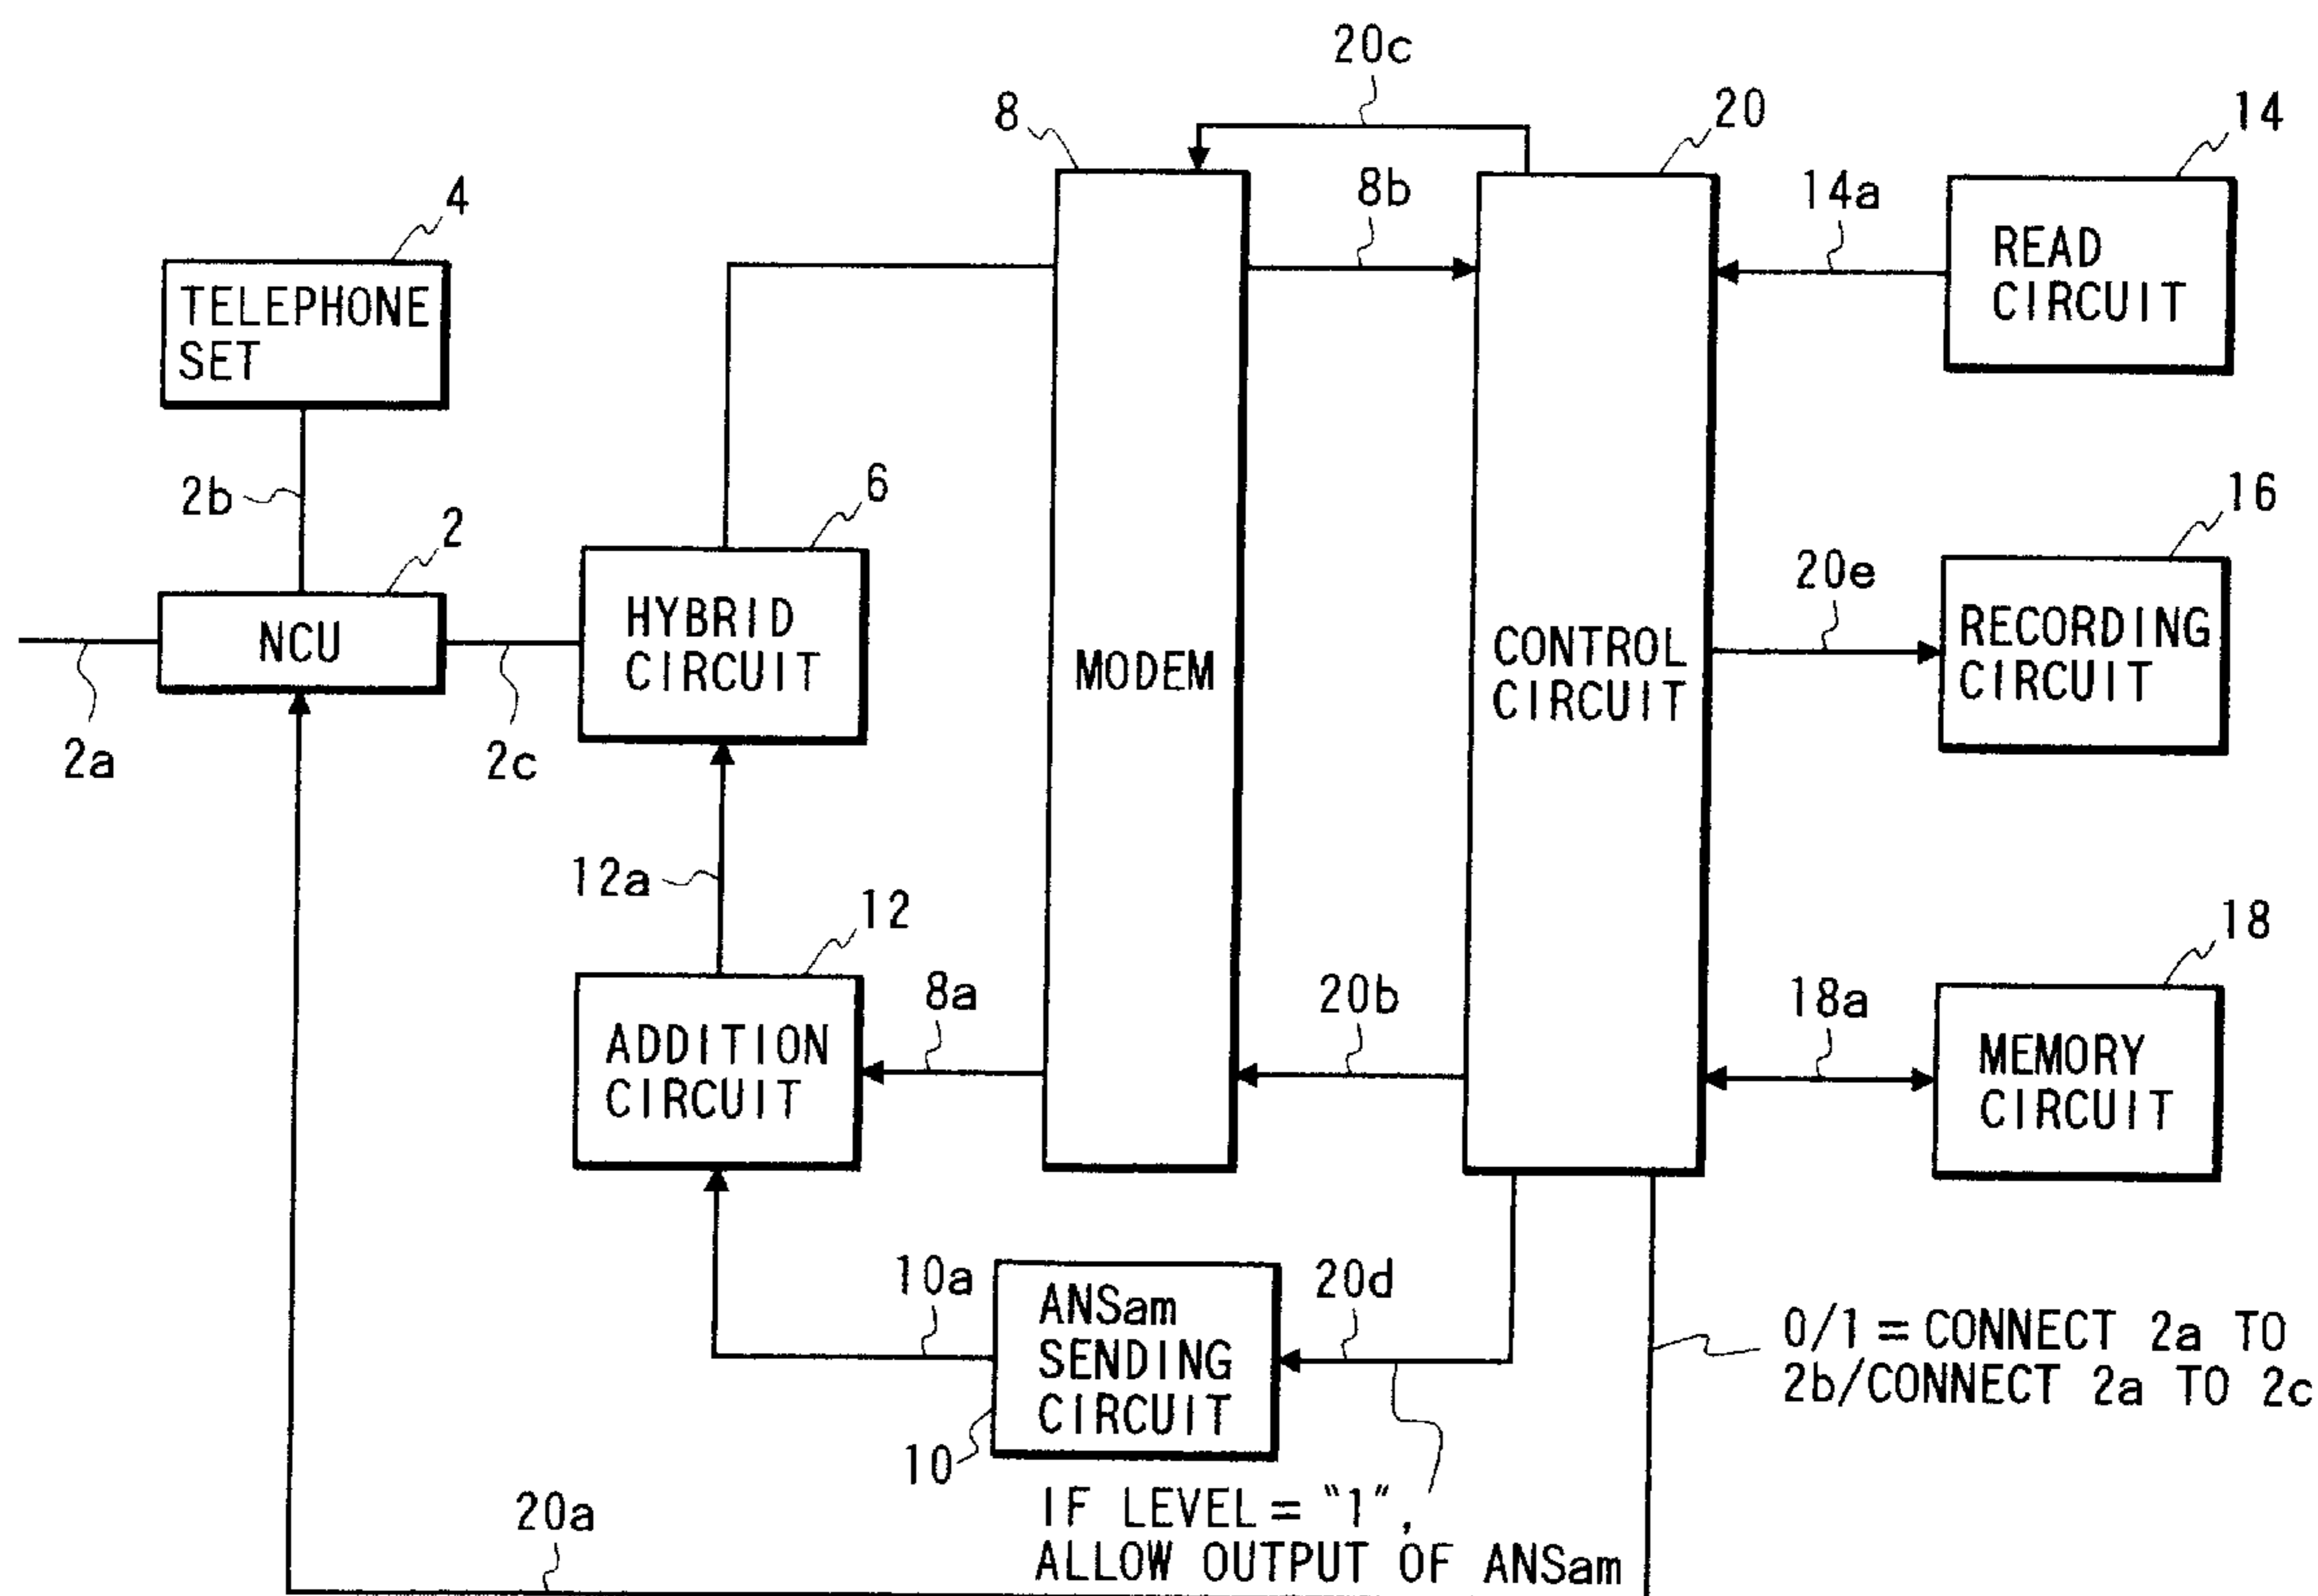 20c
8
20
14
4
8b
14a
READ
CIRCUIT
TELEPHONE
SET
2b
2
6
16
20e
NCU
HYBRID
CIRCUIT
MODEM
CONTROL
CIRCUIT
RECORDING
CIRCUIT
2a
2c
12a
12
18
8a
20b
18a
ADDITION
CIRCUIT
MEMORY
CIRCUIT
10a
ANSam
SENDING
CIRCUIT
20d
10
0/1 = CONNECT 2a TO
2b/CONNECT 2a TO 2c
20a
IF LEVEL = "1",
ALLOW OUTPUT OF ANSam